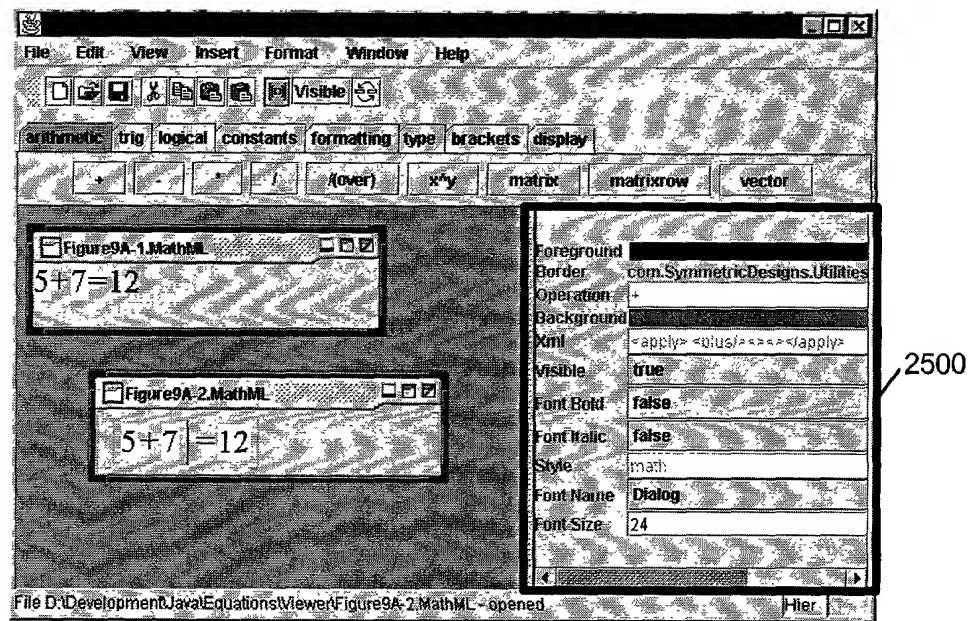 File Edit View Insert Format Window Help
Visible
arithmetic trig logical constants formatting type brackets display
+ - * / /(over) x^y matrix matrixrow vector
Figure9A-1.MathML
5+7=12
Figure9A-2.MathML
5+7 =12
Foreground
Border com.SymmetricDesigns.Utilities
Operation +
Background
Xml <apply> <plus/> </apply>
Visible true
Font Bold false
Font Italic false
Style math
Font Name Dialog
Font Size 24
2500
File D:\Development\Java\Equations\Viewer\Figure9A-2.MathML - opened Hier